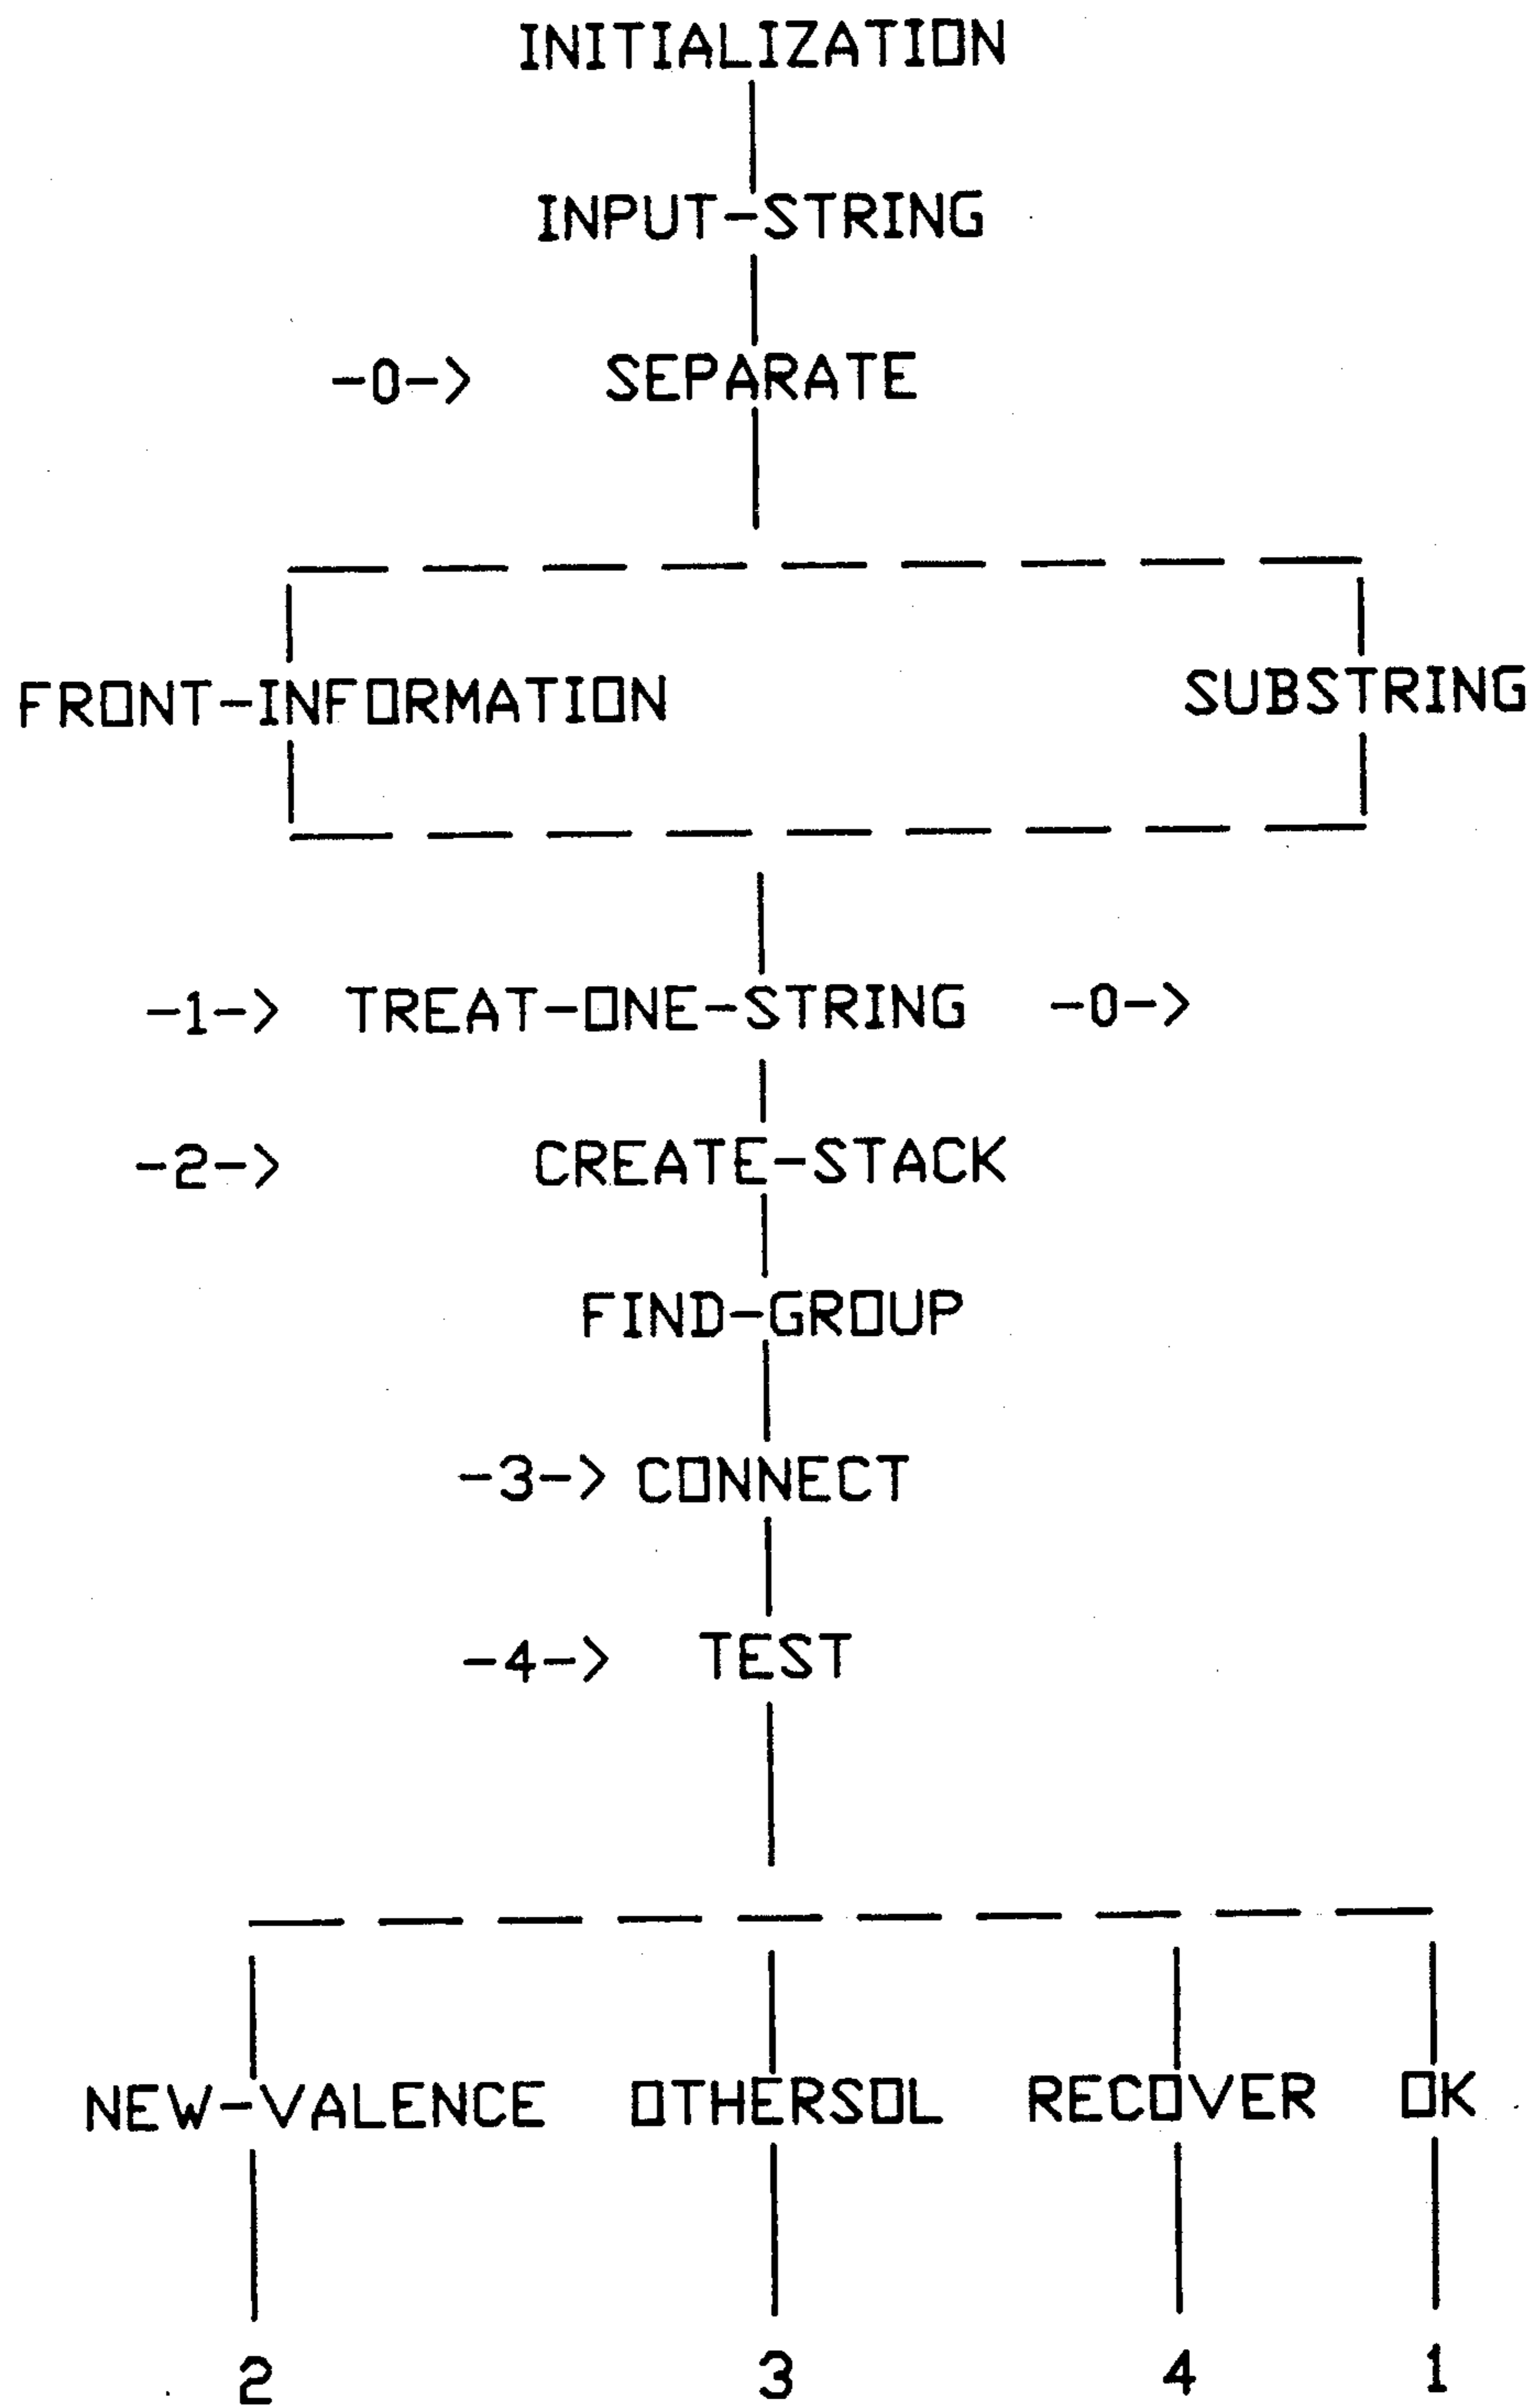 INITIALIZATION
INPUT-STRING
-0-> SEPARATE
FRONT-INFORMATION SUBSTRING
-1-> TREAT-ONE-STRING -0->
-2-> CREATE-STACK
FIND-GROUP
-3-> CONNECT
-4-> TEST
NEW-VALENCE OTHERSOL RECOVER OK
2 3 4 1